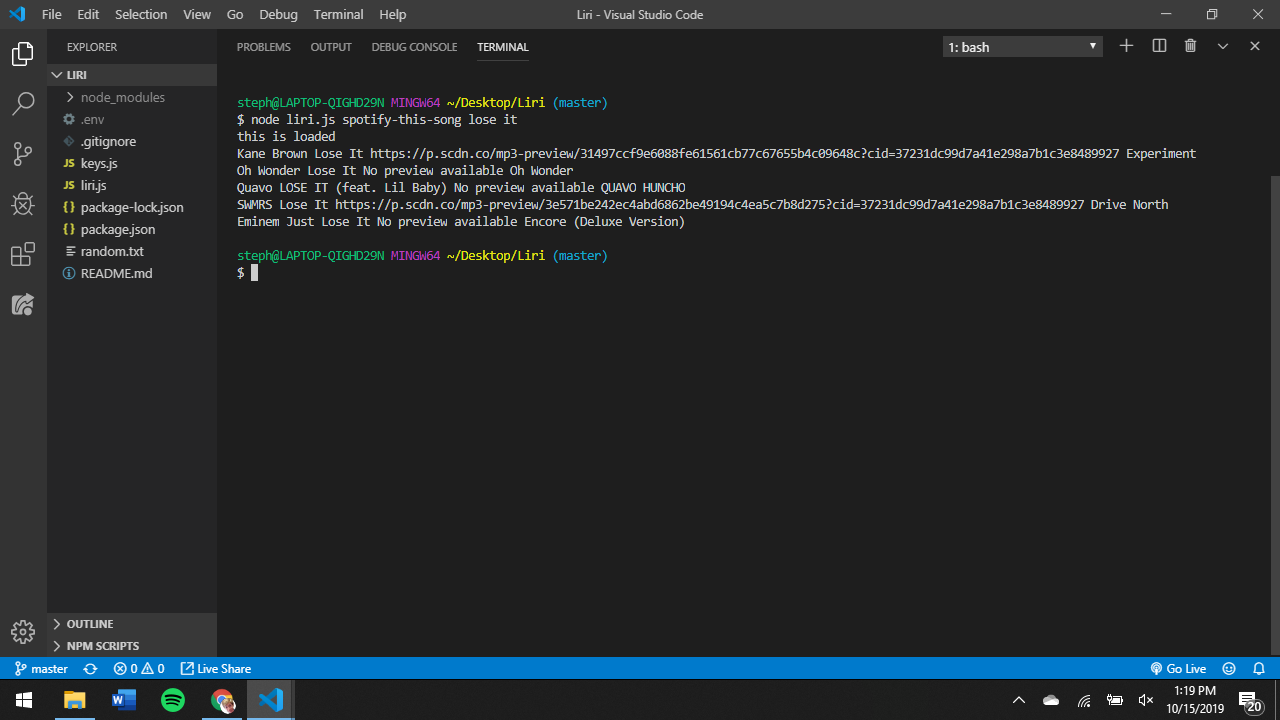 File Edit Selection View Go Debug Terminal Help Liri - Visual Studio Code
EXPLORER
LIRI
node_modules
.env
.gitignore
JS keys.js
JS liri.js
{} package-lock.json
{} package.json
random.txt
README.md
OUTLINE
NPM SCRIPTS
PROBLEMS OUTPUT DEBUG CONSOLE TERMINAL 1: bash
steph@LAPTOP-QIGHD29N MINGW64 ~/Desktop/Liri (master)
$ node liri.js spotify-this-song lose it
this is loaded
Kane Brown Lose It https://p.scdn.co/mp3-preview/31497ccf9e6088fe61561cb77c67655b4c09648c?cid=37231dc99d7a41e298a7b1c3e8489927 Experiment
Oh Wonder Lose It No preview available Oh Wonder
Quavo LOSE IT (feat. Lil Baby) No preview available QUAVO HUNCHO
SWMRS Lose It https://p.scdn.co/mp3-preview/3e571be242ec4abd6862be49194c4ea5c7b8d275?cid=37231dc99d7a41e298a7b1c3e8489927 Drive North
Eminem Just Lose It No preview available Encore (Deluxe Version)
steph@LAPTOP-QIGHD29N MINGW64 ~/Desktop/Liri (master)
$
master 0 0 Live Share Go Live
W 1:19 PM
10/15/2019 20